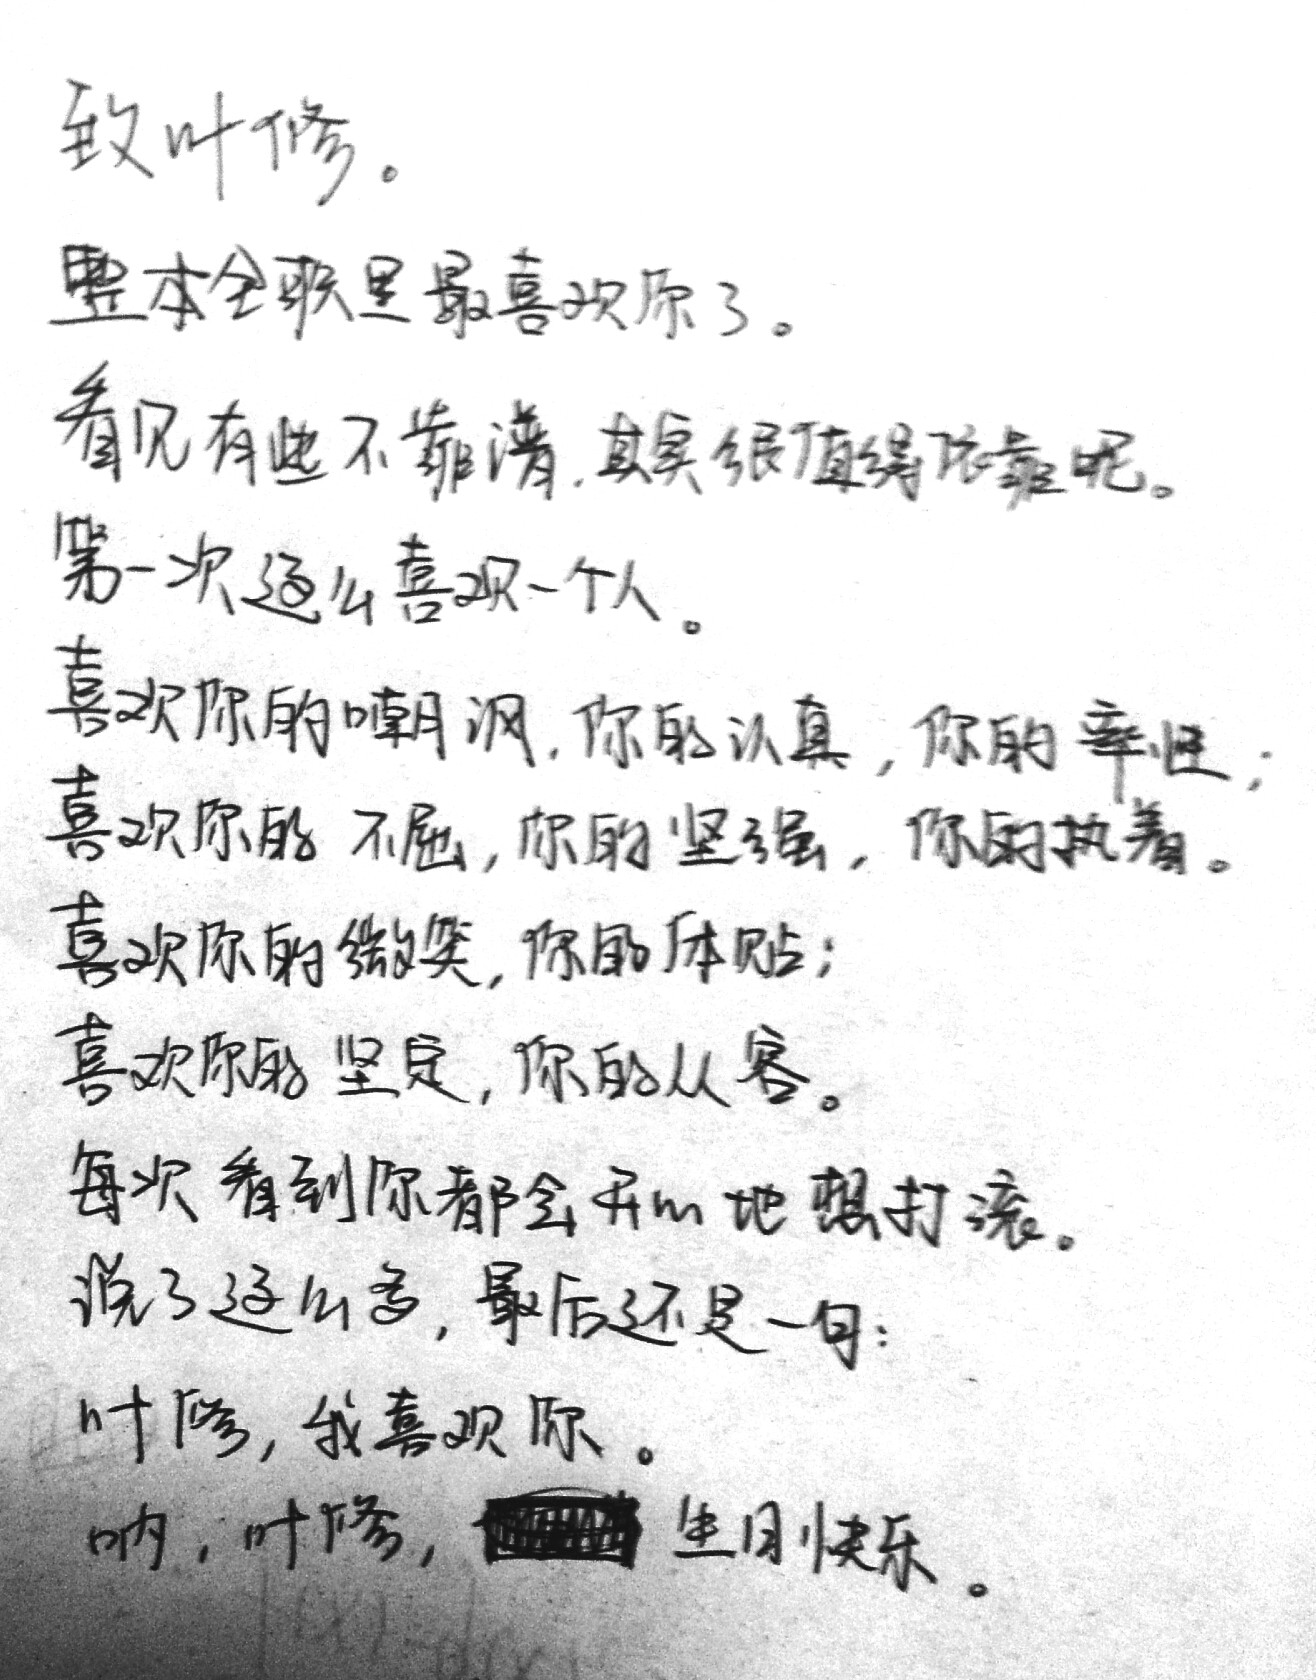 致叶修。
整本全职里最喜欢你了。
看见有些不靠谱，其实很值得依靠呢。
第一次这么喜欢一个人。
喜欢你的嘲讽，你的认真，你的率性；
喜欢你的不屈，你的坚强，你的执着。
喜欢你的微笑，你的体贴；
喜欢你的坚定，你的从容。
每次看到你都会开心地想打滚。
说了这么多，最后还是一句：
叶修，我喜欢你。
呐，叶修，生日快乐。